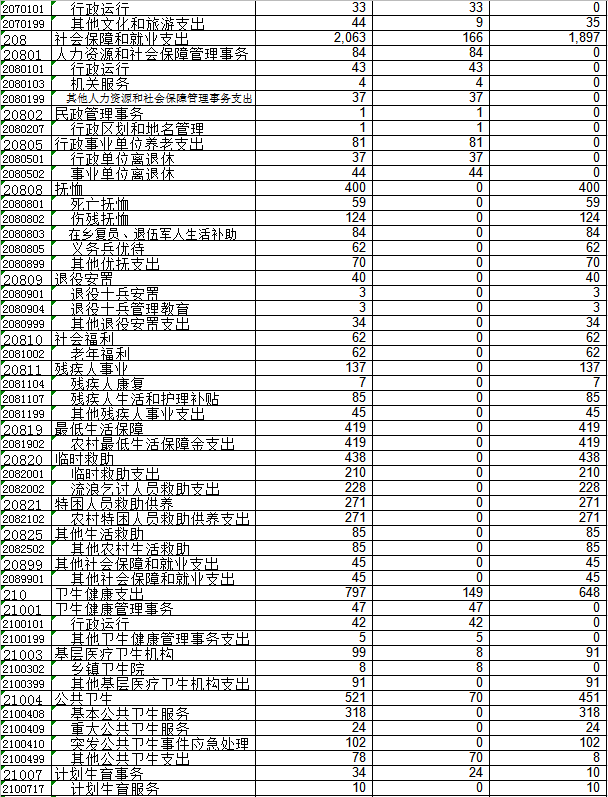 2070101 行政运行 33 33 0
2070199 其他文化和旅游支出 44 9 35
208 社会保障和就业支出 2,063 166 1,897
20801 人力资源和社会保障管理事务 84 84 0
2080101 行政运行 43 43 0
2080103 机关服务 4 4 0
2080199 其他人力资源和社会保障管理事务支出 37 37 0
20802 民政管理事务 1 1 0
2080207 行政区划和地名管理 1 1 0
20805 行政事业单位养老支出 81 81 0
2080501 行政单位离退休 37 37 0
2080502 事业单位离退休 44 44 0
20808 抚恤 400 0 400
2080801 死亡抚恤 59 0 59
2080802 伤残抚恤 124 0 124
2080803 在乡复员、退伍军人生活补助 84 0 84
2080805 义务兵优待 62 0 62
2080899 其他优抚支出 70 0 70
20809 退役安置 40 0 40
2080901 退役士兵安置 3 0 3
2080904 退役士兵管理教育 3 0 3
2080999 其他退役安置支出 34 0 34
20810 社会福利 62 0 62
2081002 老年福利 62 0 62
20811 残疾人事业 137 0 137
2081104 残疾人康复 7 0 7
2081107 残疾人生活和护理补贴 85 0 85
2081199 其他残疾人事业支出 45 0 45
20819 最低生活保障 419 0 419
2081902 农村最低生活保障金支出 419 0 419
20820 临时救助 438 0 438
2082001 临时救助支出 210 0 210
2082002 流浪乞讨人员救助支出 228 0 228
20821 特困人员救助供养 271 0 271
2082102 农村特困人员救助供养支出 271 0 271
20825 其他生活救助 85 0 85
2082502 其他农村生活救助 85 0 85
20899 其他社会保障和就业支出 45 0 45
2089901 其他社会保障和就业支出 45 0 45
210 卫生健康支出 797 149 648
21001 卫生健康管理事务 47 47 0
2100101 行政运行 42 42 0
2100199 其他卫生健康管理事务支出 5 5 0
21003 基层医疗卫生机构 99 8 91
2100302 乡镇卫生院 8 8 0
2100399 其他基层医疗卫生机构支出 91 0 91
21004 公共卫生 521 70 451
2100408 基本公共卫生服务 318 0 318
2100409 重大公共卫生服务 24 0 24
2100410 突发公共卫生事件应急处理 102 0 102
2100499 其他公共卫生支出 78 70 8
21007 计划生育事务 34 24 10
2100717 计划生育服务 10 0 10